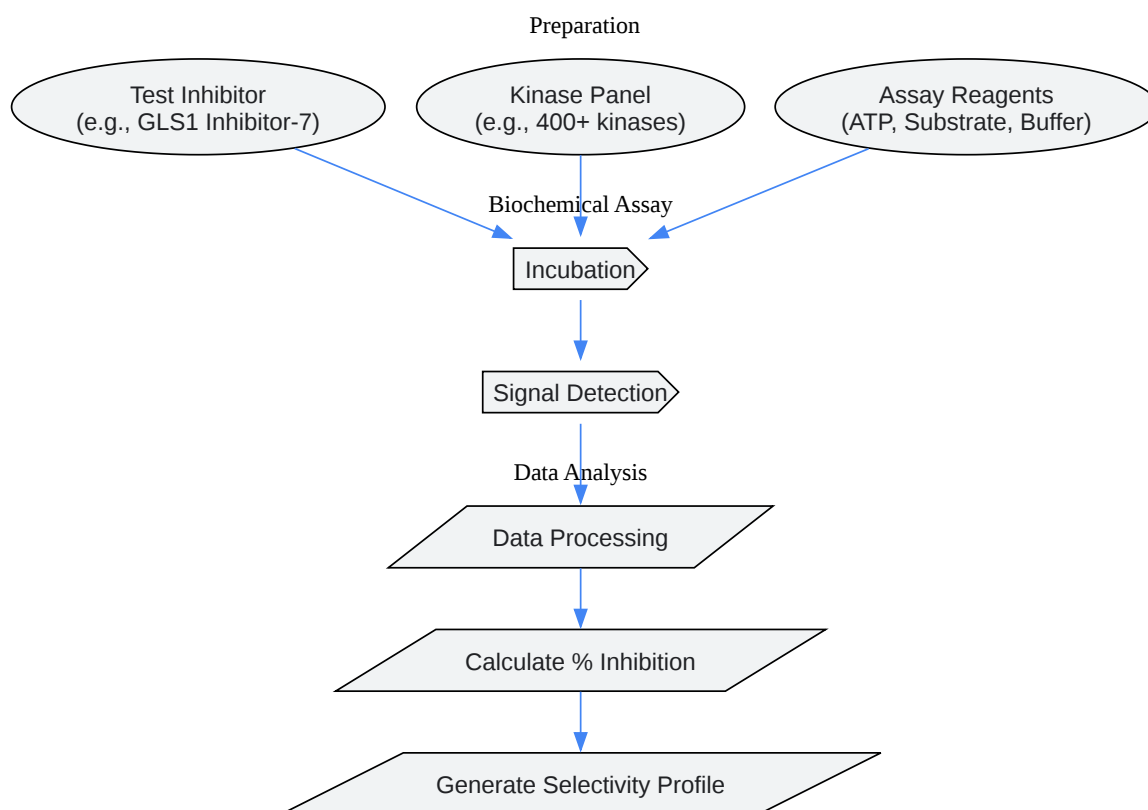 Preparation
Test Inhibitor
(e.g., GLS1 Inhibitor-7)
Kinase Panel
(e.g., 400+ kinases)
Assay Reagents
(ATP, Substrate, Buffer)
Biochemical Assay
Incubation
Signal Detection
Data Analysis
Data Processing
Calculate % Inhibition
Generate Selectivity Profile